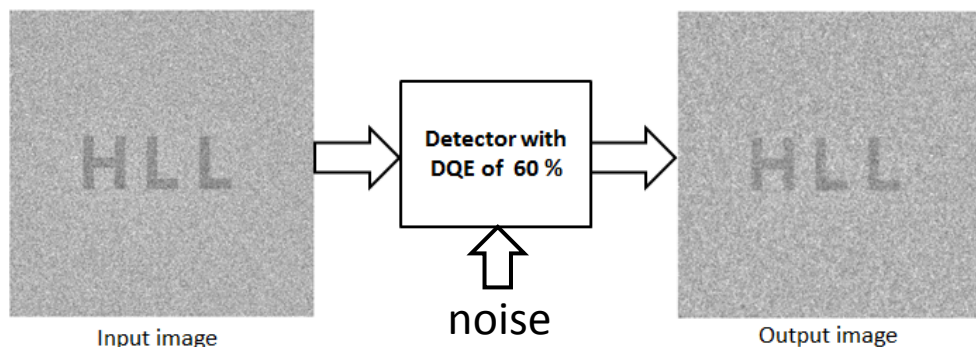 HLL
Detector with
DQE of 60 %
HLL
noise
Input image
Output image